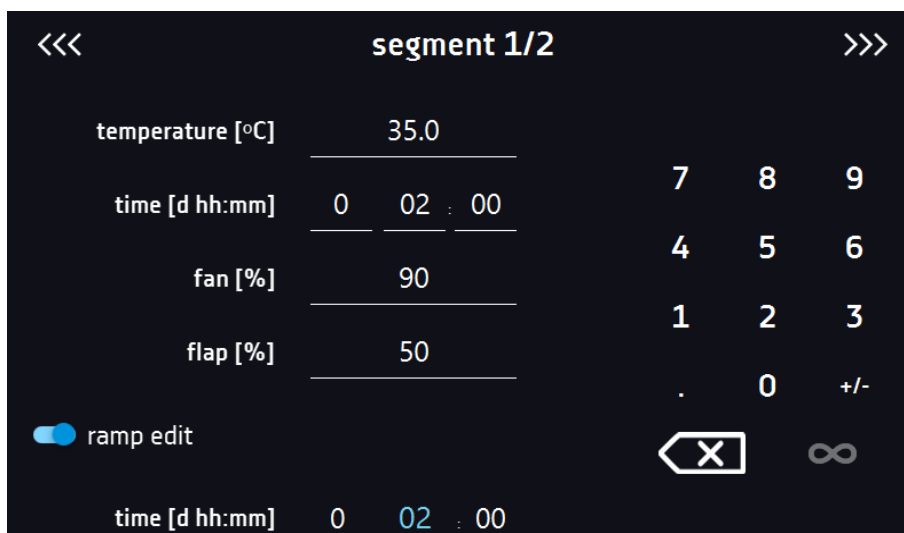 <<< segment 1/2 >>>
temperature [°C] 35.0
time [d hh:mm] 0 02 : 00
fan [%] 90
flap [%] 50
ramp edit
time [d hh:mm] 0 02 : 00
7 8 9
4 5 6
1 2 3
. 0 +/-
X ∞